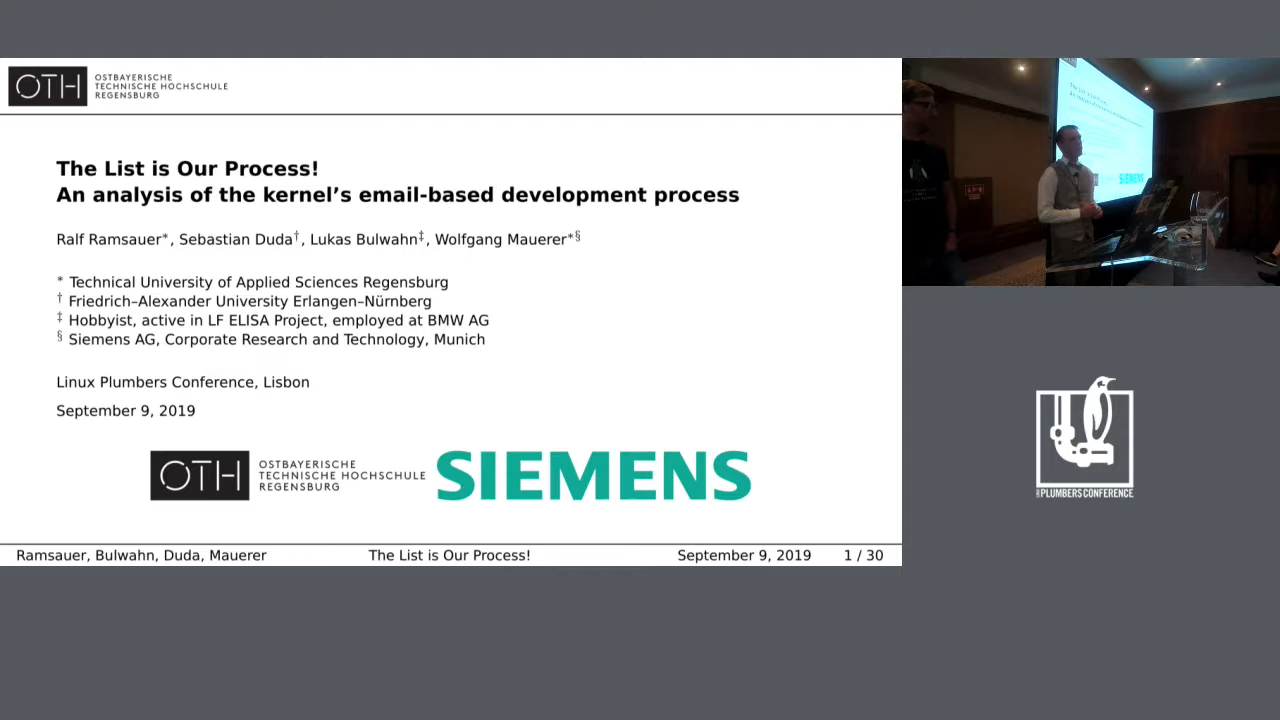 OTH OSTBAYERISCHE
TECHNISCHE HOCHSCHULE
REGENSBURG
The List is Our Process!
An analysis of the kernel’s email-based development process
Ralf Ramsauer*, Sebastian Duda†, Lukas Bulwahn‡, Wolfgang Mauerer*§
* Technical University of Applied Sciences Regensburg
† Friedrich–Alexander University Erlangen–Nürnberg
‡ Hobbyist, active in LF ELISA Project, employed at BMW AG
§ Siemens AG, Corporate Research and Technology, Munich
Linux Plumbers Conference, Lisbon
September 9, 2019
OTH OSTBAYERISCHE
TECHNISCHE HOCHSCHULE
REGENSBURG
SIEMENS
Ramsauer, Bulwahn, Duda, Mauerer The List is Our Process! September 9, 2019 1 / 30
SIEMENS
PLUMBERS CONFERENCE